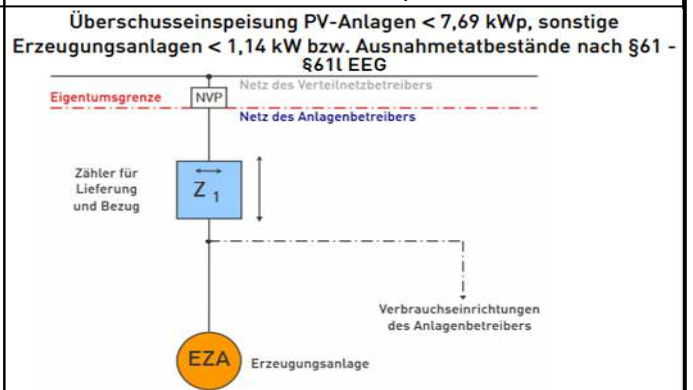 Überschusseinspeisung PV-Anlagen < 7,69 kWp, sonstige
Erzeugungsanlagen < 1,14 kW bzw. Ausnahmetatbestände nach §61 -
§61l EEG
Netz des Verteilnetzbetreibers
Eigentumsgrenze
NVP
Netz des Anlagenbetreibers
Zähler für
Lieferung
und Bezug
Z 1
Verbrauchseinrichtungen
des Anlagenbetreibers
EZA
Erzeugungsanlage